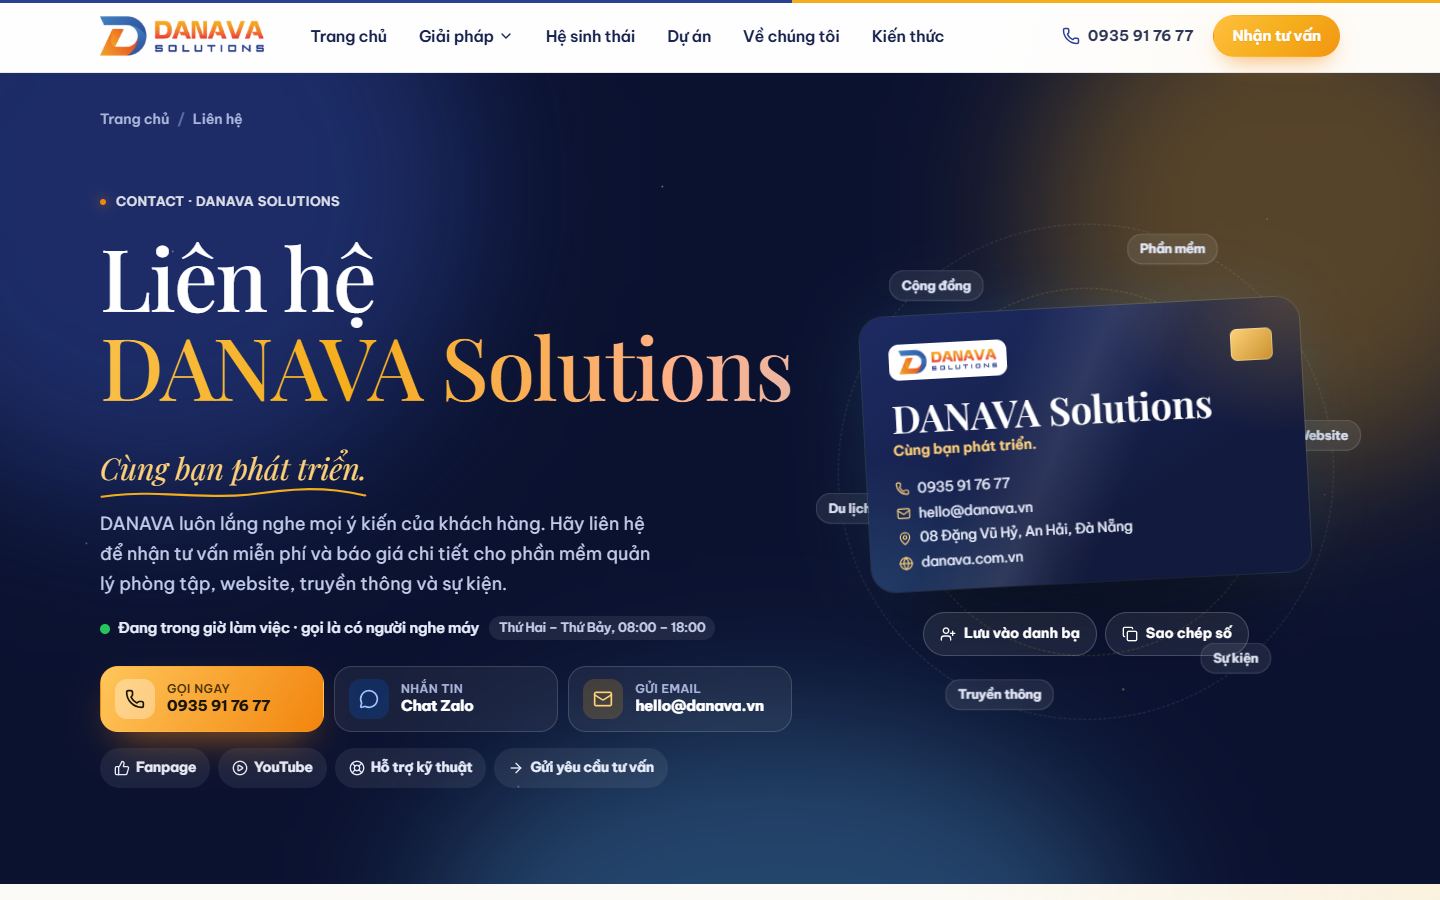 DANAVA
SOLUTIONS
Trang chủ
Giải pháp
Hệ sinh thái
Dự án
Về chúng tôi
Kiến thức
0935 91 76 77
Nhận tư vấn
Trang chủ / Liên hệ
CONTACT · DANAVA SOLUTIONS
Liên hệ
DANAVA Solutions
Cùng bạn phát triển.
DANAVA luôn lắng nghe mọi ý kiến của khách hàng. Hãy liên hệ
để nhận tư vấn miễn phí và báo giá chi tiết cho phần mềm quản
lý phòng tập, website, truyền thông và sự kiện.
Đang trong giờ làm việc · gọi là có người nghe máy
Thứ Hai – Thứ Bảy, 08:00 – 18:00
GỌI NGAY
0935 91 76 77
NHẮN TIN
Chat Zalo
GỬI EMAIL
hello@danava.vn
Fanpage
YouTube
Hỗ trợ kỹ thuật
Gửi yêu cầu tư vấn
Phần mềm
Cộng đồng
DANAVA
SOLUTIONS
DANAVA Solutions
Cùng bạn phát triển.
0935 91 76 77
hello@danava.vn
08 Đặng Vũ Hỷ, An Hải, Đà Nẵng
danava.com.vn
Du lịch
Lưu vào danh bạ
Sao chép số
Sự kiện
Truyền thông